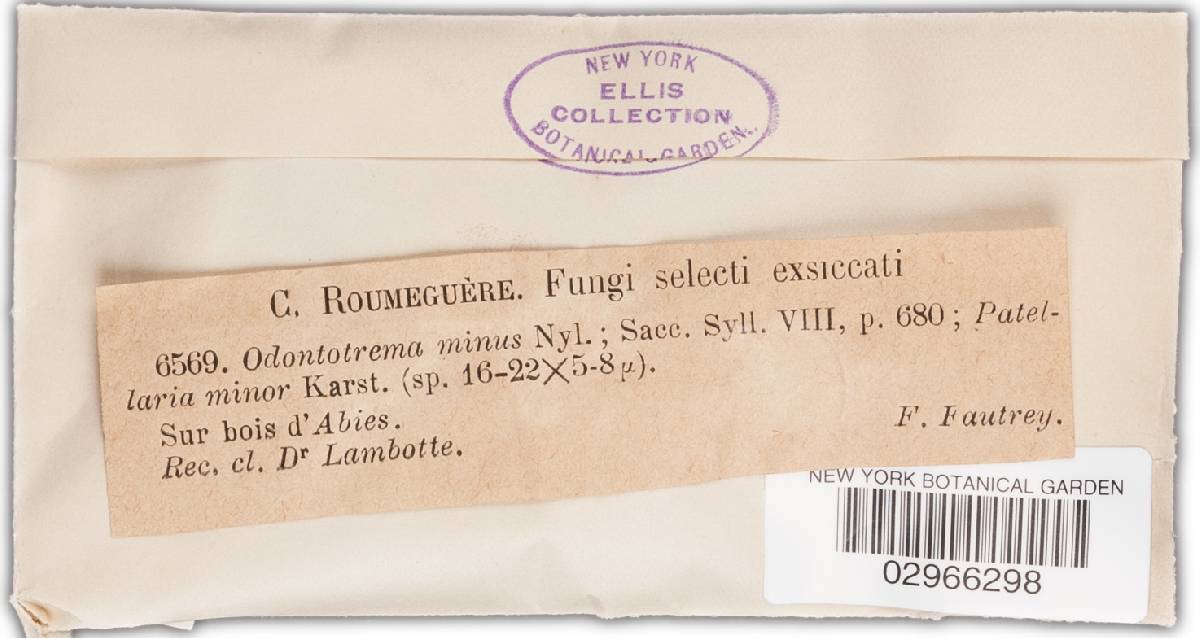 NEW YORK
ELLIS
COLLECTION
BOTANICAL GARDEN.
C. ROUMEGUÈRE. Fungi selecti exsiccati
6569. Odontotrema minus Nyl.; Sacc. Syll. VIII, p. 680; Patel-
laria minor Karst. (sp. 16-22×5-8 µ).
Sur bois d'Abies.
F. Fautrey.
Rec. cl. Dr Lambotte.
NEW YORK BOTANICAL GARDEN
02966298